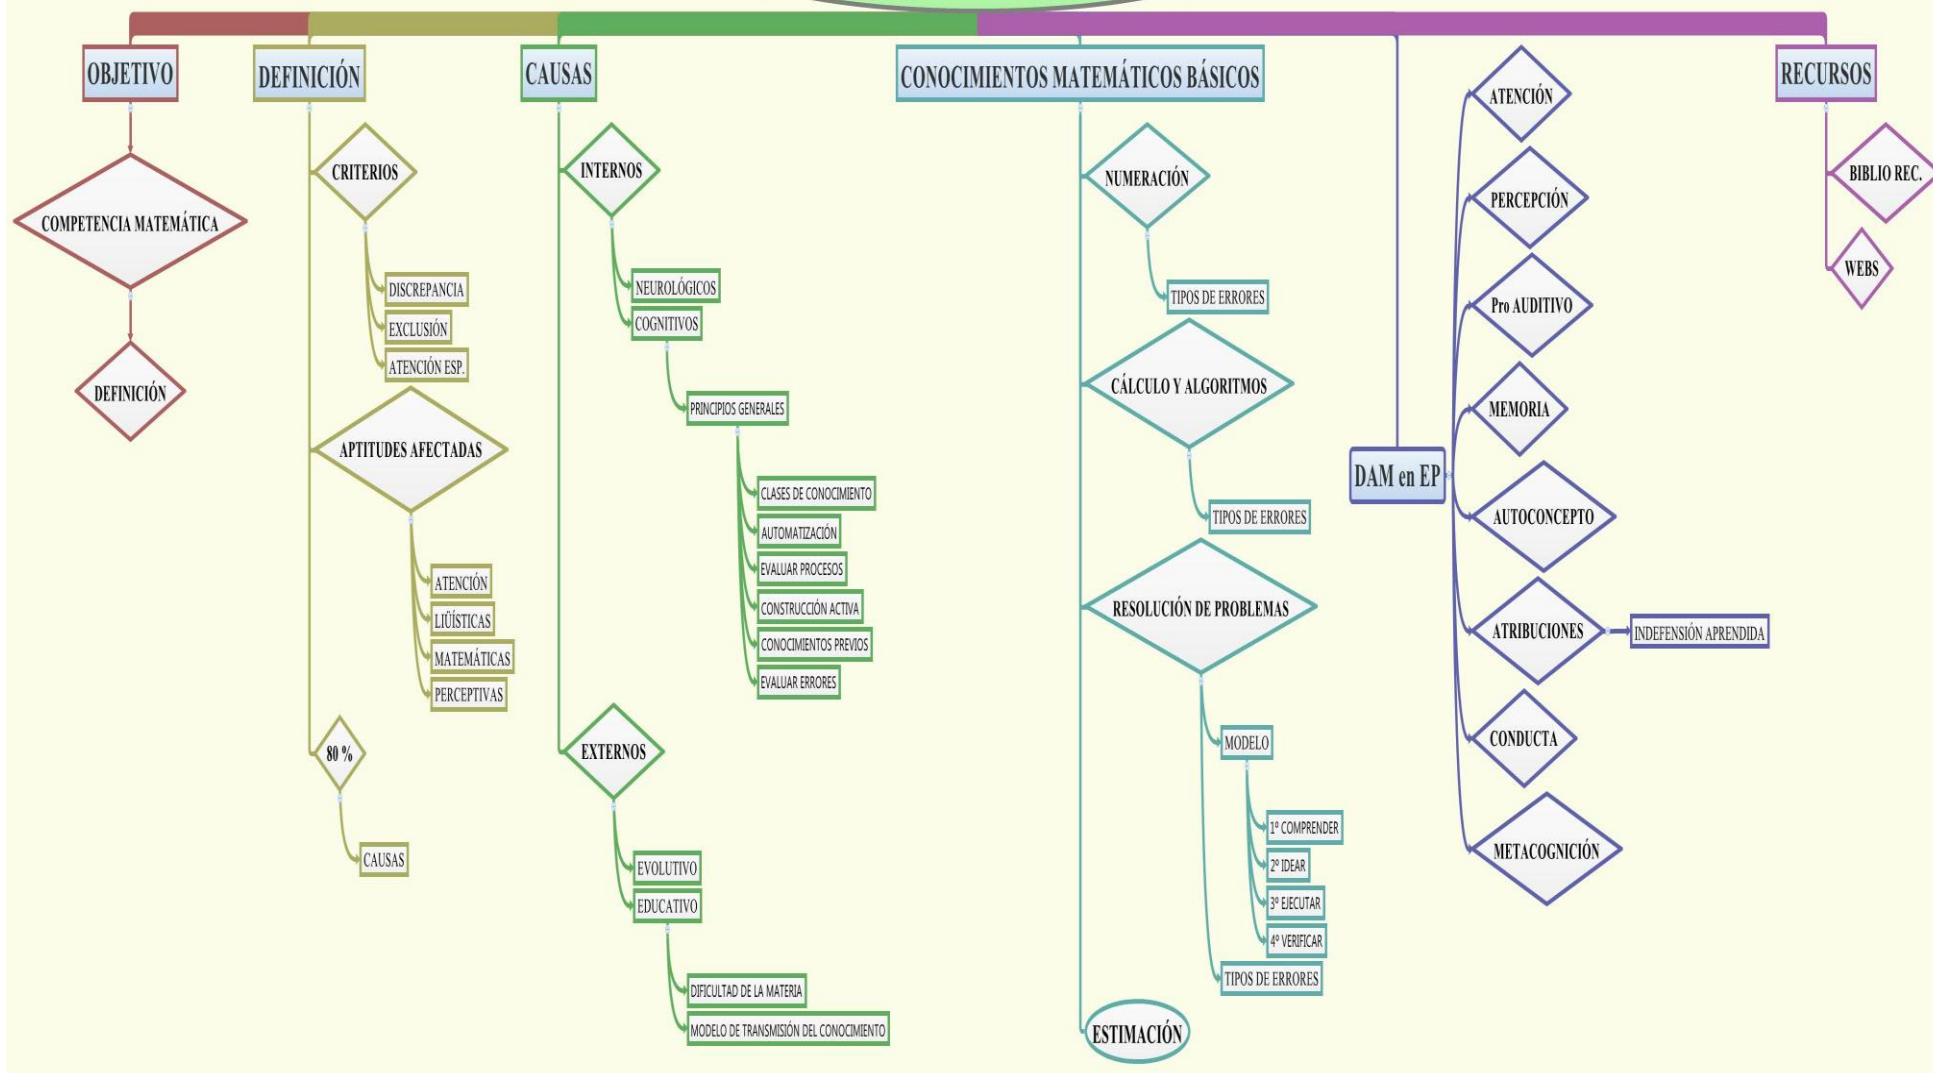 OBJETIVO
COMPETENCIA MATEMÁTICA
DEFINICIÓN
DEFINICIÓN
CRITERIOS
DISCREPANCIA
EXCLUSIÓN
ATENCIÓN ESP.
APTITUDES AFECTADAS
ATENCIÓN
LIÜÍSTICAS
MATEMÁTICAS
PERCEPTIVAS
80 %
CAUSAS
CAUSAS
INTERNOS
NEUROLÓGICOS
COGNITIVOS
PRINCIPIOS GENERALES
CLASES DE CONOCIMIENTO
AUTOMATIZACIÓN
EVALUAR PROCESOS
CONSTRUCCIÓN ACTIVA
CONOCIMIENTOS PREVIOS
EVALUAR ERRORES
EXTERNOS
EVOLUTIVO
EDUCATIVO
DIFICULTAD DE LA MATERIA
MODELO DE TRANSMISIÓN DEL CONOCIMIENTO
CONOCIMIENTOS MATEMÁTICOS BÁSICOS
NUMERACIÓN
TIPOS DE ERRORES
CÁLCULO Y ALGORITMOS
TIPOS DE ERRORES
RESOLUCIÓN DE PROBLEMAS
MODELO
1º COMPRENDER
2º IDEAR
3º EJECUTAR
4º VERIFICAR
TIPOS DE ERRORES
ESTIMACIÓN
DAM en EP
ATENCIÓN
PERCEPCIÓN
Pro AUDITIVO
MEMORIA
AUTOCONCEPTO
ATRIBUCIONES
INDEFENSIÓN APRENDIDA
CONDUCTA
METACOGNICIÓN
RECURSOS
BIBLIO REC.
WEBS